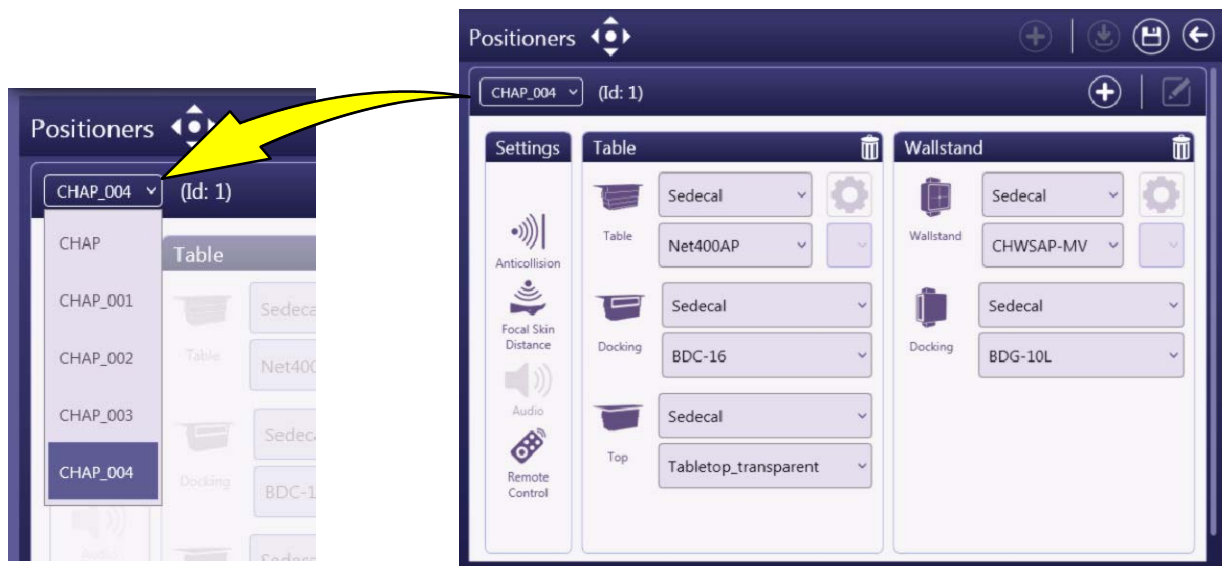 Positioners
CHAP_004 (Id: 1)
CHAP
CHAP_001
CHAP_002
CHAP_003
CHAP_004
Table
Sedeca
Table
Net400
Sedeca
Docking
BDC-1
Audio
Sedeca
Positioners
CHAP_004 (Id: 1)
Settings
Anticollision
Focal Skin
Distance
Audio
Remote
Control
Table
Sedecal
Table
Net400AP
Sedecal
Docking
BDC-16
Sedecal
Top
Tabletop_transparent
Wallstand
Sedecal
Wallstand
CHWSAP-MV
Sedecal
Docking
BDG-10L